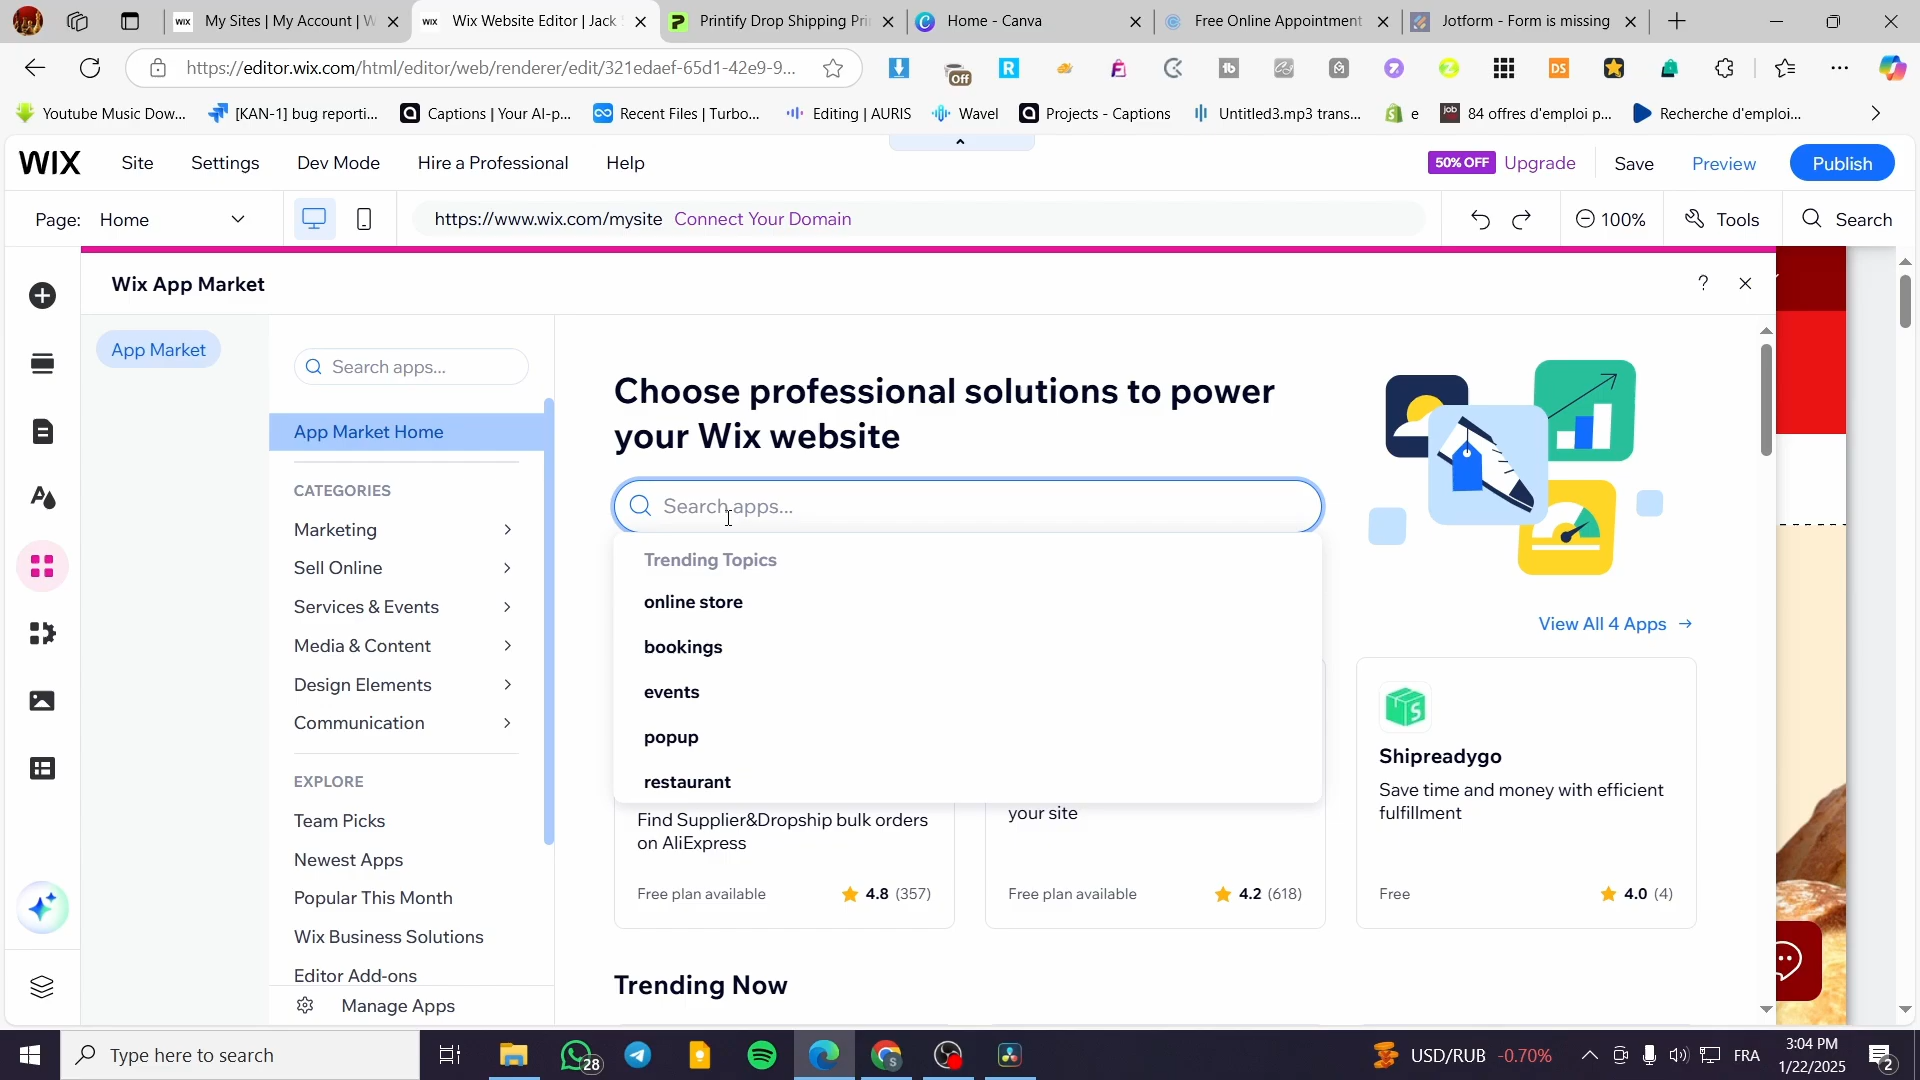 My Sites | My Account | W
Wix Website Editor | Jack
Printify Drop Shipping Pri
Home - Canva
Free Online Appointment
Jotform - Form is missing
https://editor.wix.com/html/editor/web/renderer/edit/321edaef-65d1-42e9-9...
Off
Youtube Music Dow...
[KAN-1] bug reporti...
Captions | Your AI-p...
Recent Files | Turbo...
Editing | AURIS
Wavel
Projects - Captions
Untitled3.mp3 trans...
e
84 offres d'emploi p...
Recherche d'emploi...
WIX
Site
Settings
Dev Mode
Hire a Professional
Help
50% OFF
Upgrade
Save
Preview
Publish
Page: Home
https://www.wix.com/mysite
Connect Your Domain
100%
Tools
Search
Wix App Market
App Market
Search apps...
App Market Home
CATEGORIES
Marketing
Sell Online
Services & Events
Media & Content
Design Elements
Communication
EXPLORE
Team Picks
Newest Apps
Popular This Month
Wix Business Solutions
Editor Add-ons
Manage Apps
Choose professional solutions to power
your Wix website
Search apps...
Trending Topics
online store
bookings
events
popup
restaurant
View All 4 Apps
Find Supplier&Dropship bulk orders
on AliExpress
Free plan available
4.8 (357)
your site
Free plan available
4.2 (618)
Shipreadygo
Save time and money with efficient
fulfillment
Free
4.0 (4)
Trending Now
Type here to search
28
USD/RUB -0.70%
FRA
3:04 PM
1/22/2025
2